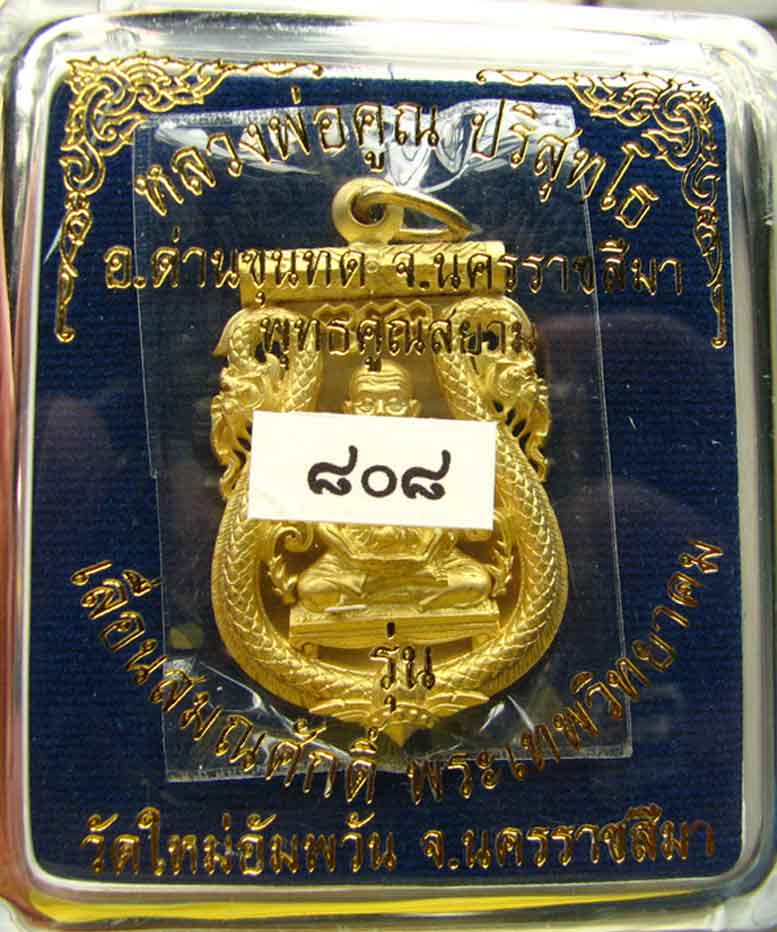 หลวงพ่อคูณ ปริสุทโธ
อ.ด่านขุนทด จ.นครราชสีมา
พุทธคูณสยาม
๘๐๘
รุ่น
เลื่อนสมณศักดิ์ พระเทพวิทยาคม
วัดใหม่อัมพวัน จ.นครราชสีมา